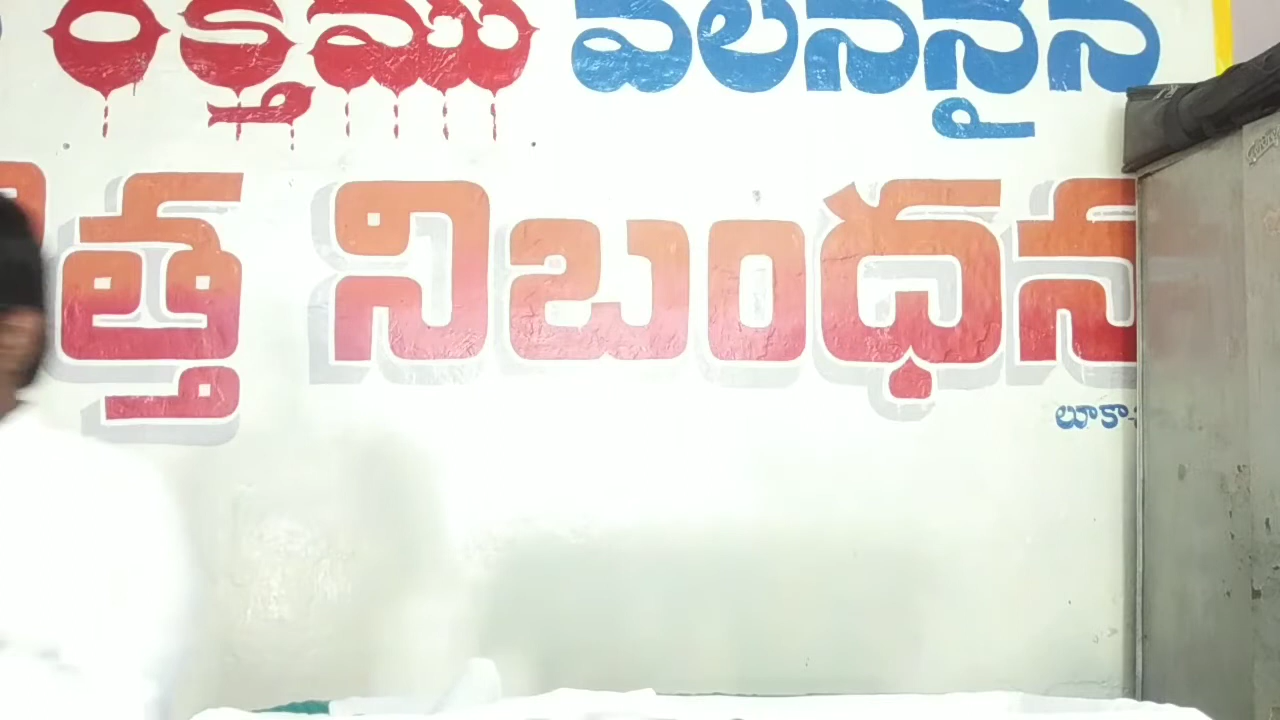 రక్తము వలననైన
త్త నిబంధన
లూకా